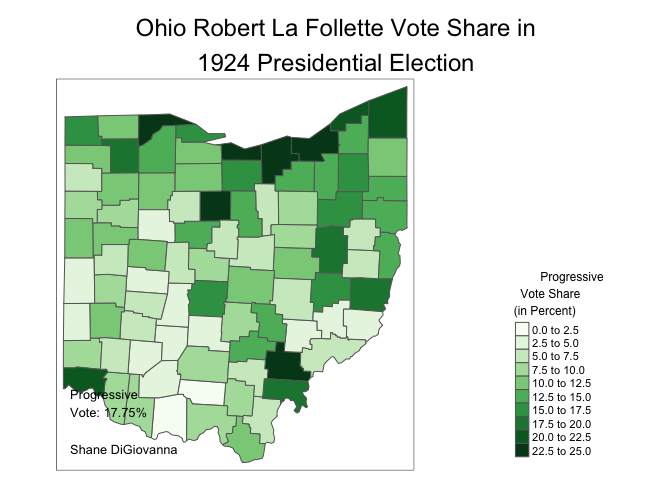 Ohio Robert La Follette Vote Share in
1924 Presidential Election
Progressive
Vote Share
(in Percent)
0.0 to 2.5
2.5 to 5.0
5.0 to 7.5
7.5 to 10.0
10.0 to 12.5
12.5 to 15.0
15.0 to 17.5
17.5 to 20.0
20.0 to 22.5
22.5 to 25.0
Progressive
Vote: 17.75%
Shane DiGiovanna